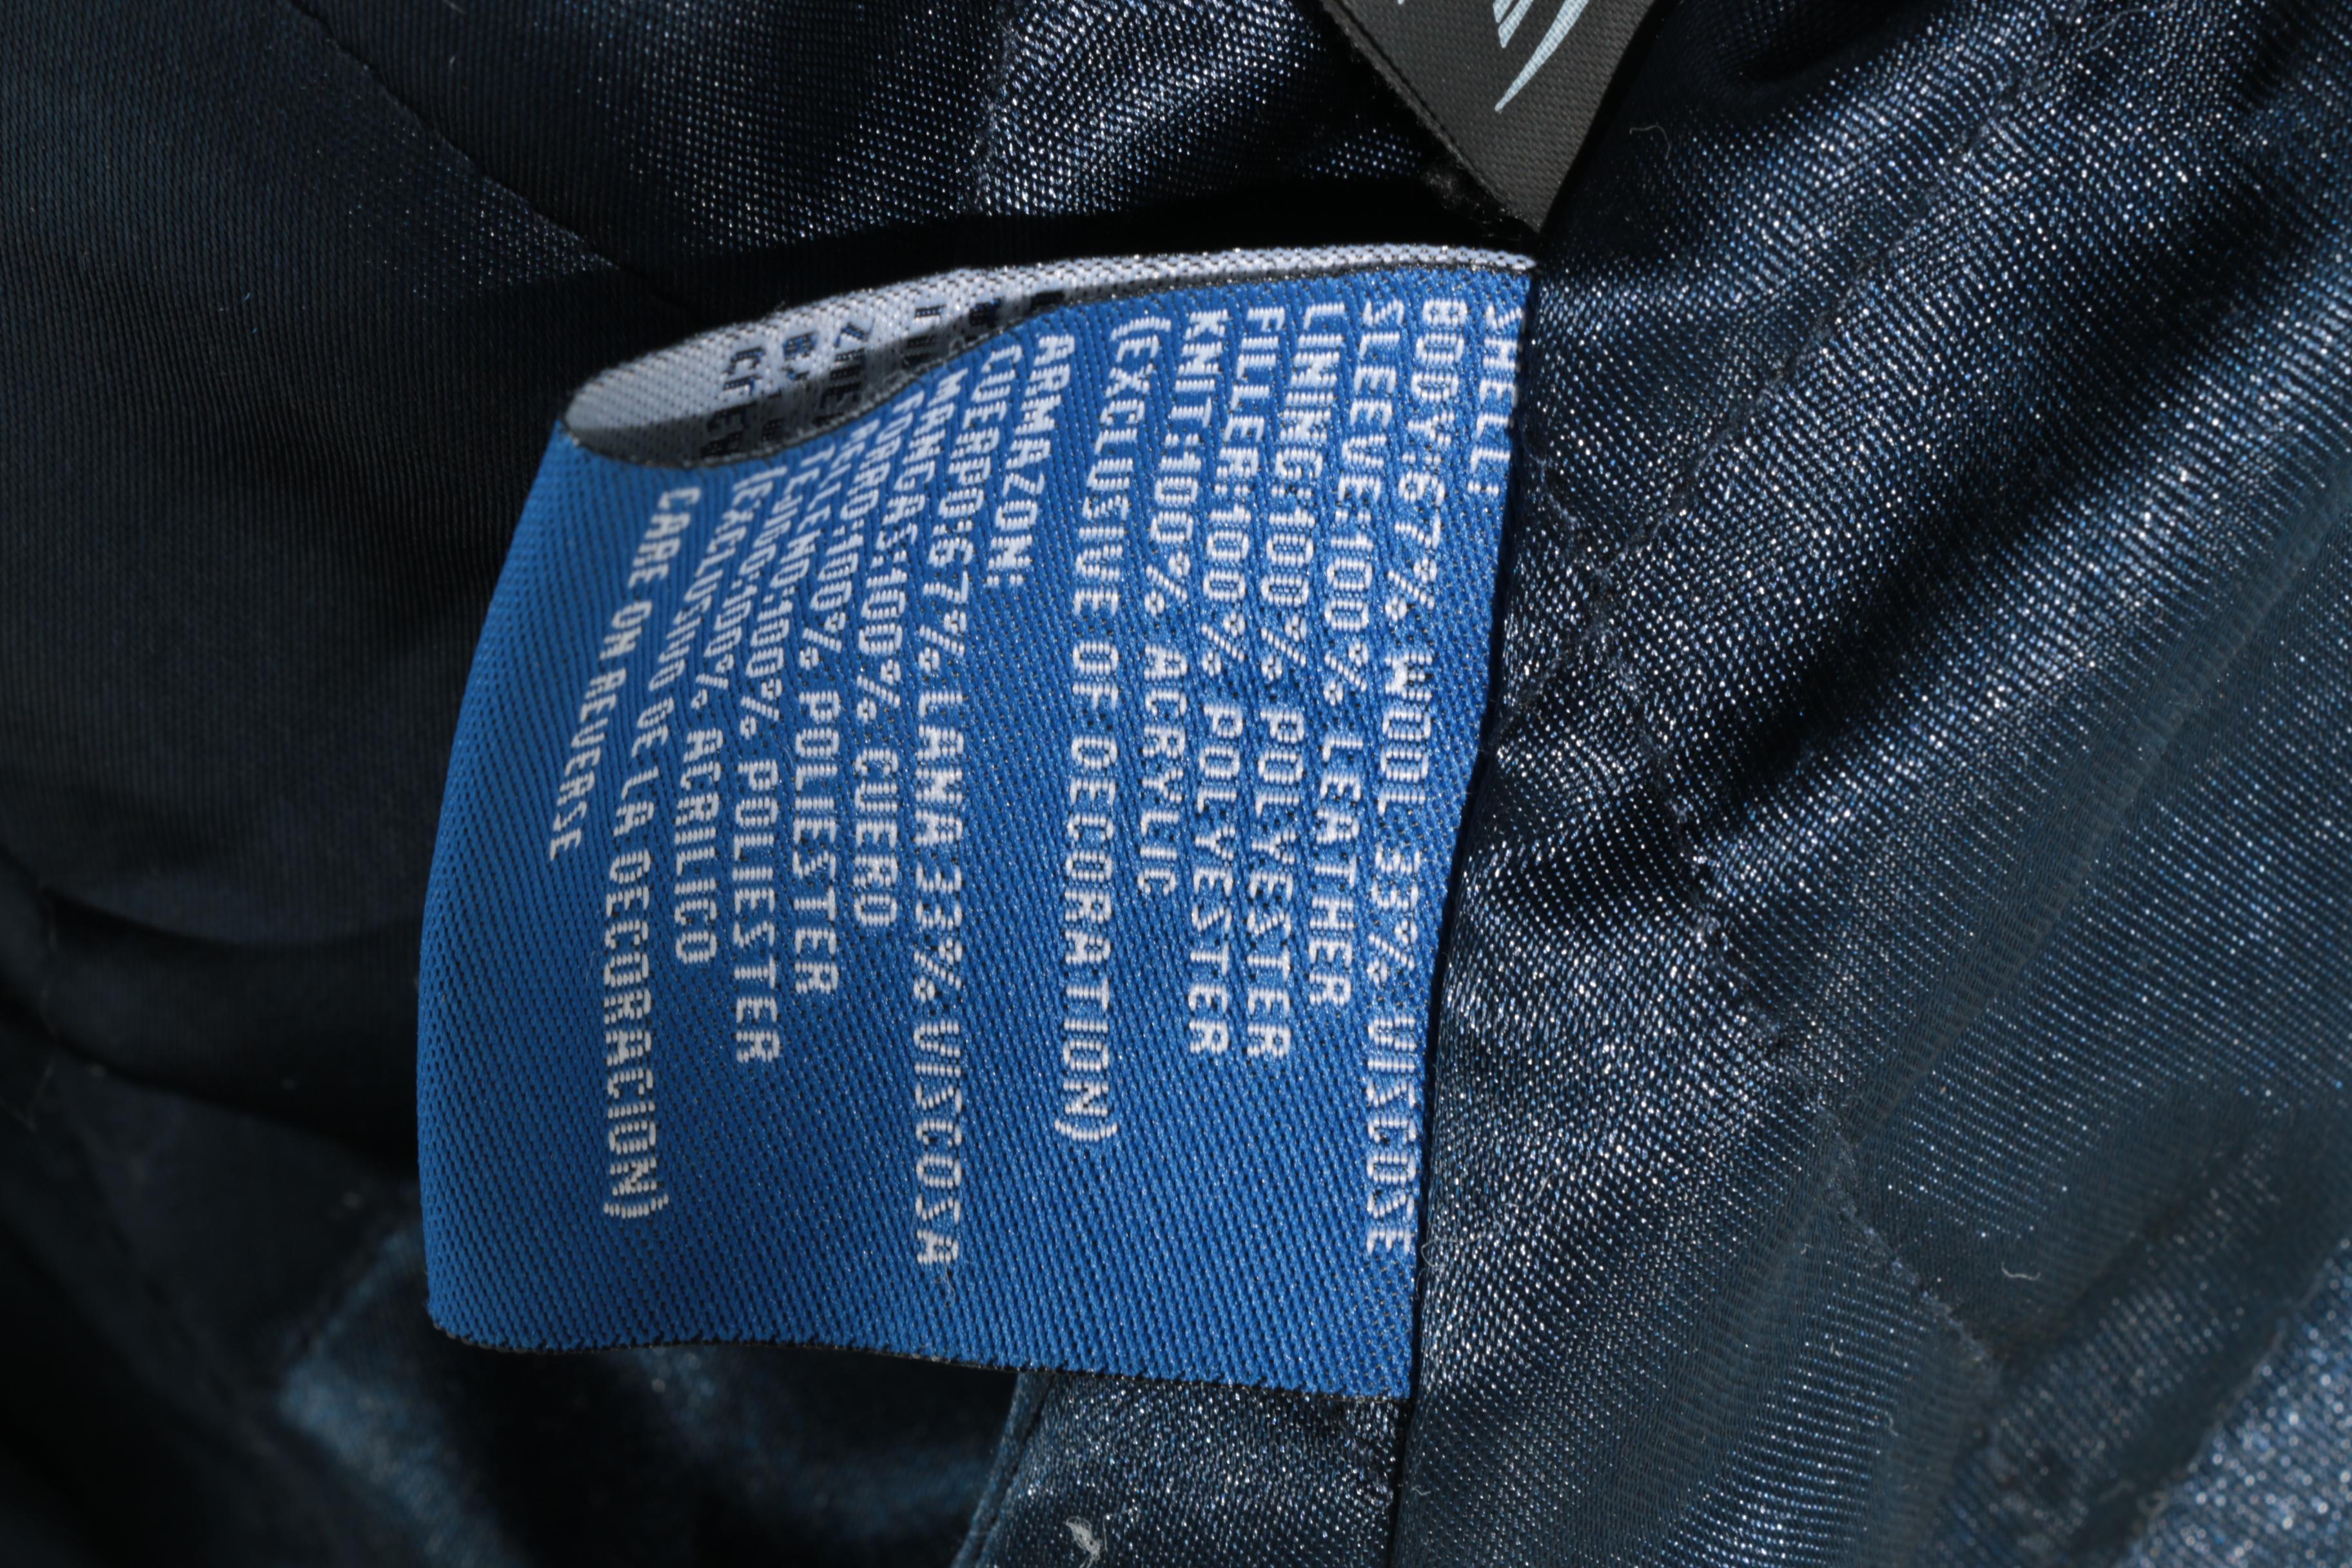 SHELL:
BODY:67% WOOL 33% VISCOSE
SLEEVE:100% LEATHER
LINING:100% POLYESTER
FILLER:100% POLYESTER
KNIT:100% ACRYLIC
(EXCLUSIVE OF DECORATION)
ARMAZON:
CUERPO:67% LANA 33% VISCOSA
MANGAS:100% CUERO
FORRO:100% POLIESTER
RELLENO:100% POLIESTER
TEJIDO:100% ACRILICO
(EXCLUSIVO DE LA DECORACION)
CARE ON REVERSE